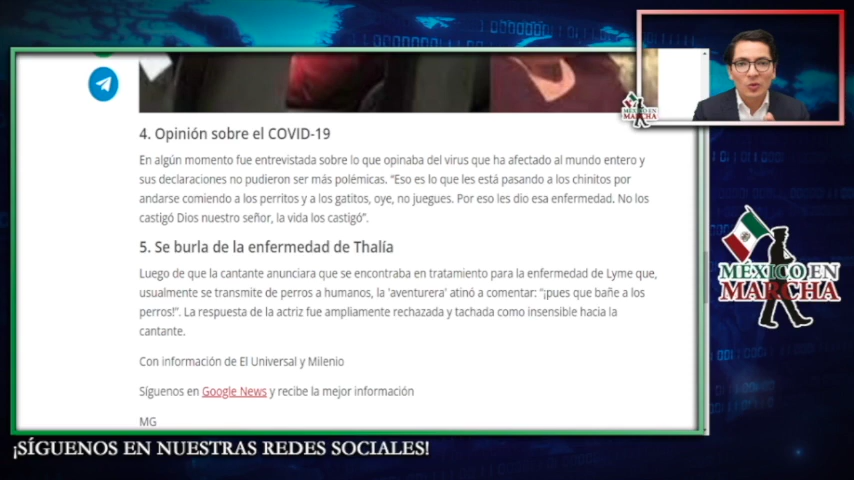 4. Opinión sobre el COVID-19
En algún momento fue entrevistada sobre lo que opinaba del virus que ha afectado al mundo entero y
sus declaraciones no pudieron ser más polémicas. “Eso es lo que les está pasando a los chinitos por
andarse comiendo a los perritos y a los gatitos, oye, no juegues. Por eso les dio esa enfermedad. No los
castigó Dios nuestro señor, la vida los castigó”.
5. Se burla de la enfermedad de Thalía
Luego de que la cantante anunciara que se encontraba en tratamiento para la enfermedad de Lyme que,
usualmente se transmite de perros a humanos, la 'aventurera' atinó a comentar: “¡pues que bañe a los
perros!”. La respuesta de la actriz fue ampliamente rechazada y tachada como insensible hacia la
cantante.
Con información de El Universal y Milenio
Síguenos en Google News y recibe la mejor información
MG
MÉXICO EN
MARCHA
MÉXICO EN
MARCHA
¡SÍGUENOS EN NUESTRAS REDES SOCIALES!